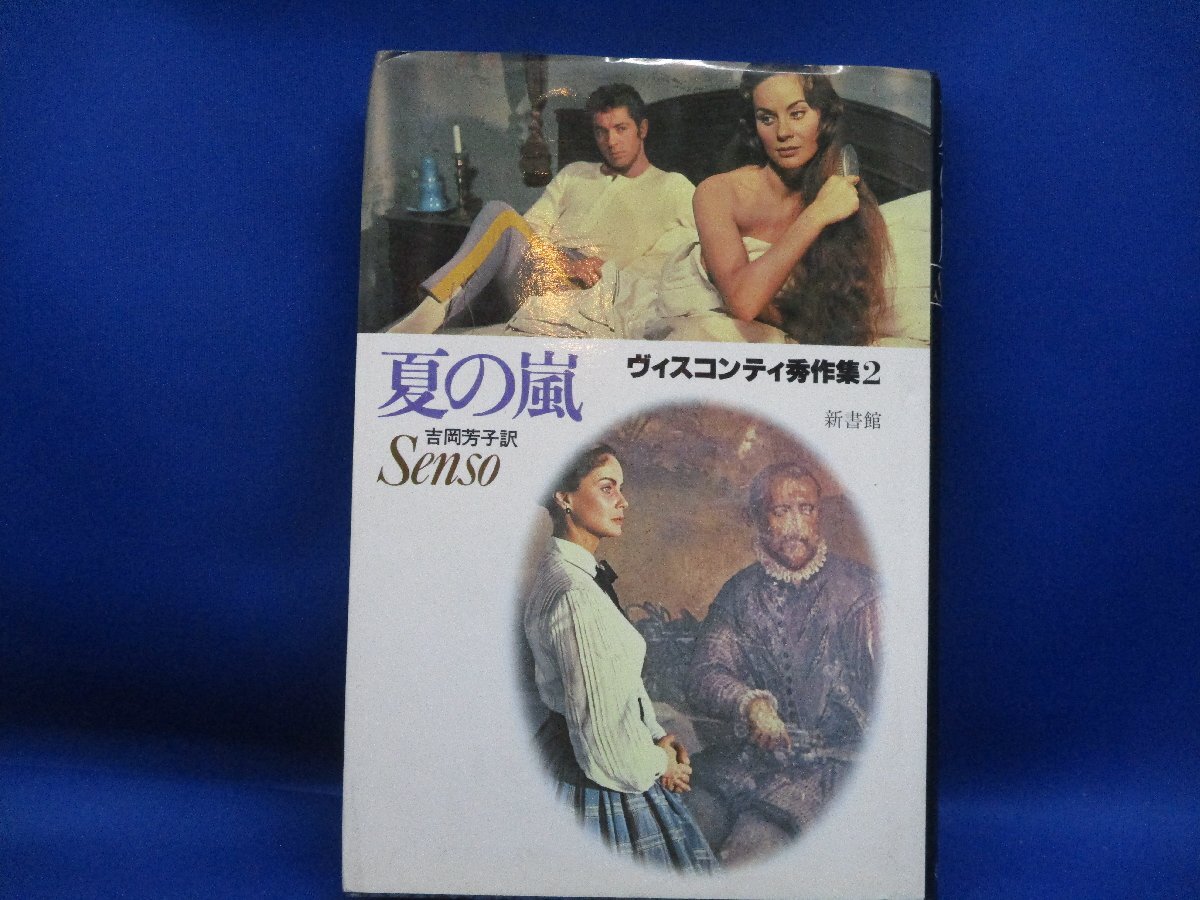 夏の嵐
ヴィスコンティ秀作集2
新書館
吉岡芳子訳
Senso